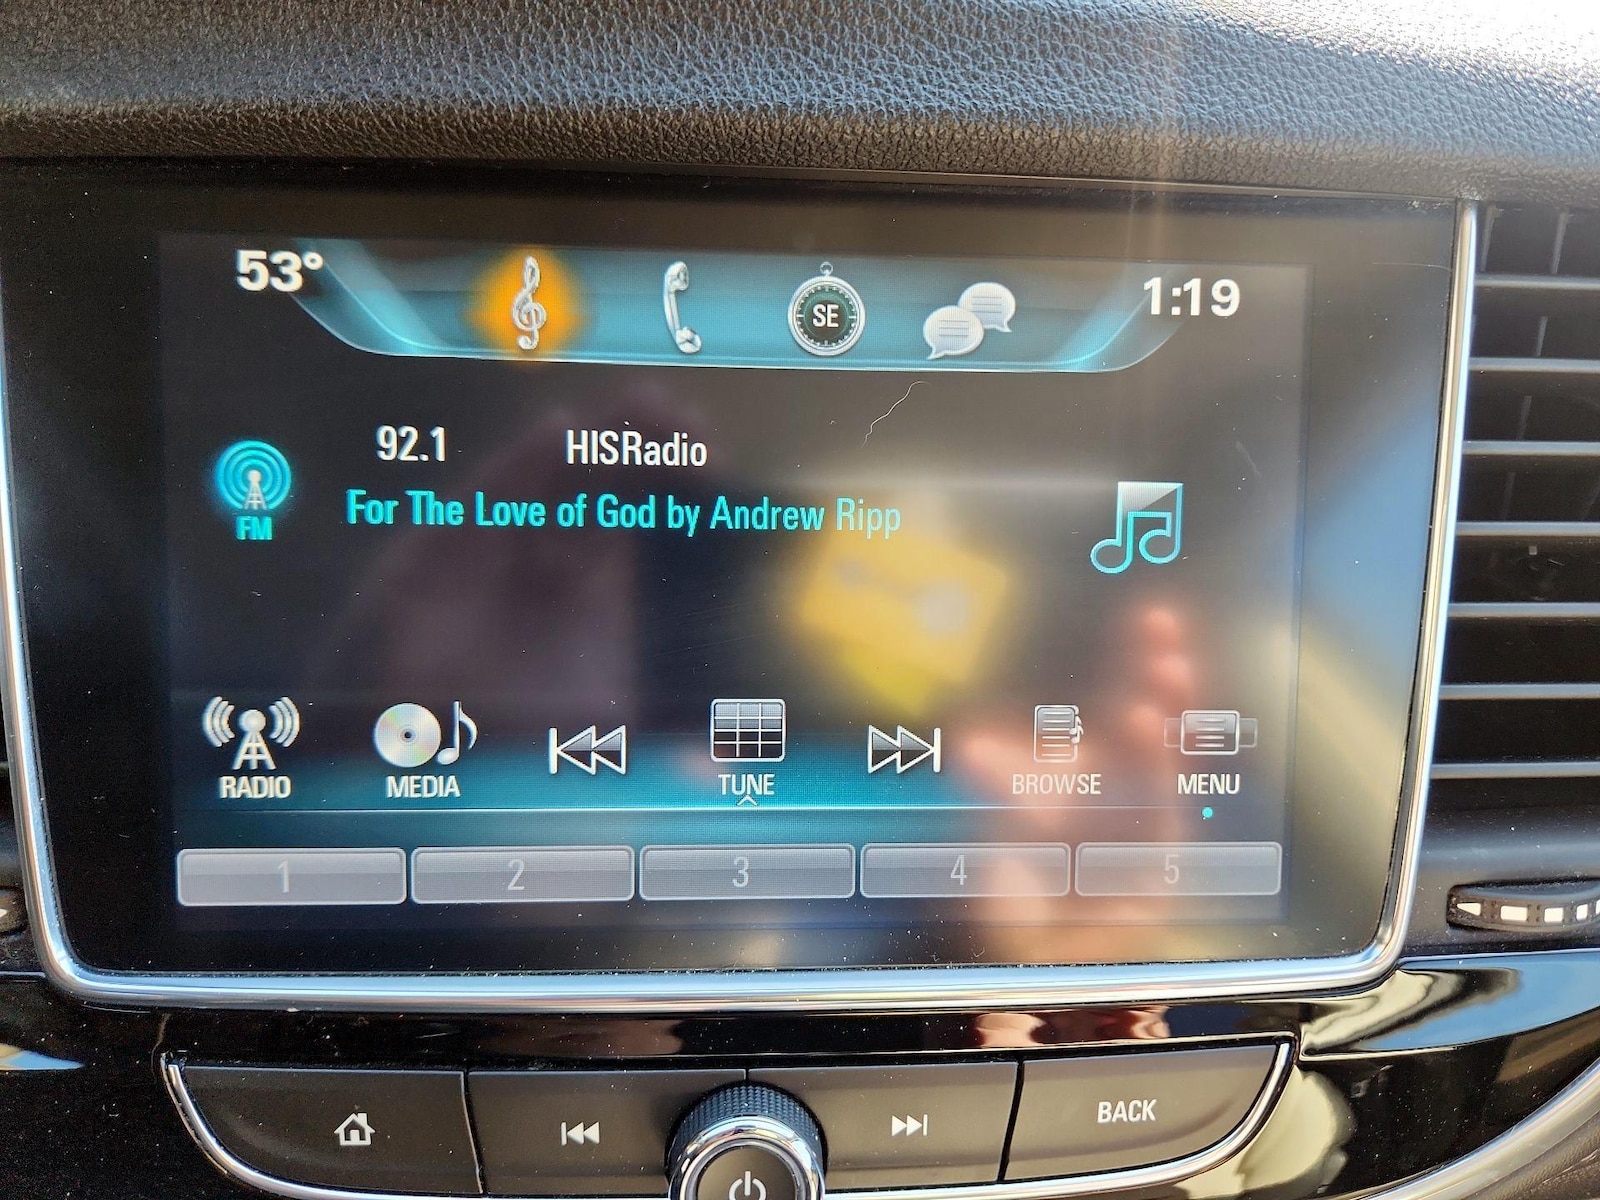 53° SE 1:19
92.1 HISRadio
FM For The Love of God by Andrew Ripp
RADIO MEDIA TUNE BROWSE MENU
1 2 3 4 5
BACK